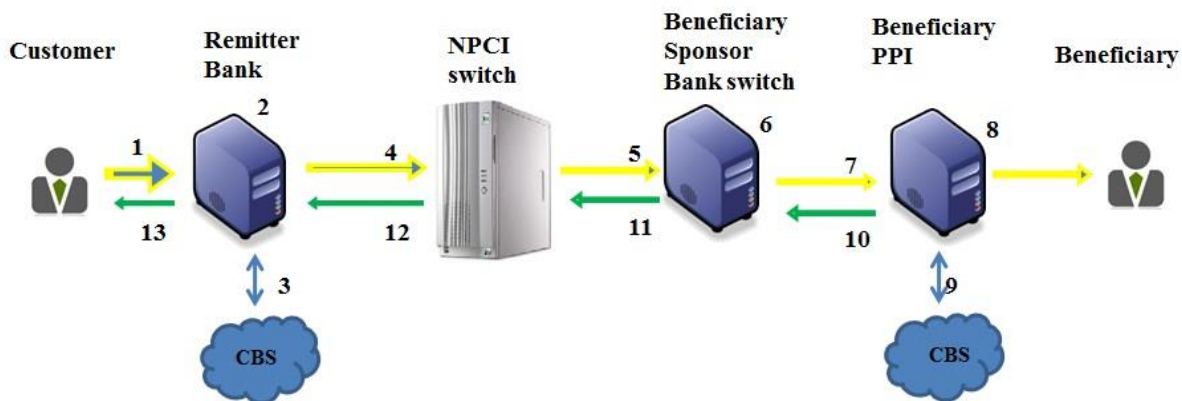 Customer
Remitter
Bank
NPCI
switch
Beneficiary
Sponsor
Bank switch
Beneficiary
PPI
Beneficiary
1
2
4
5
6
7
8
13
12
11
10
3
9
CBS
CBS